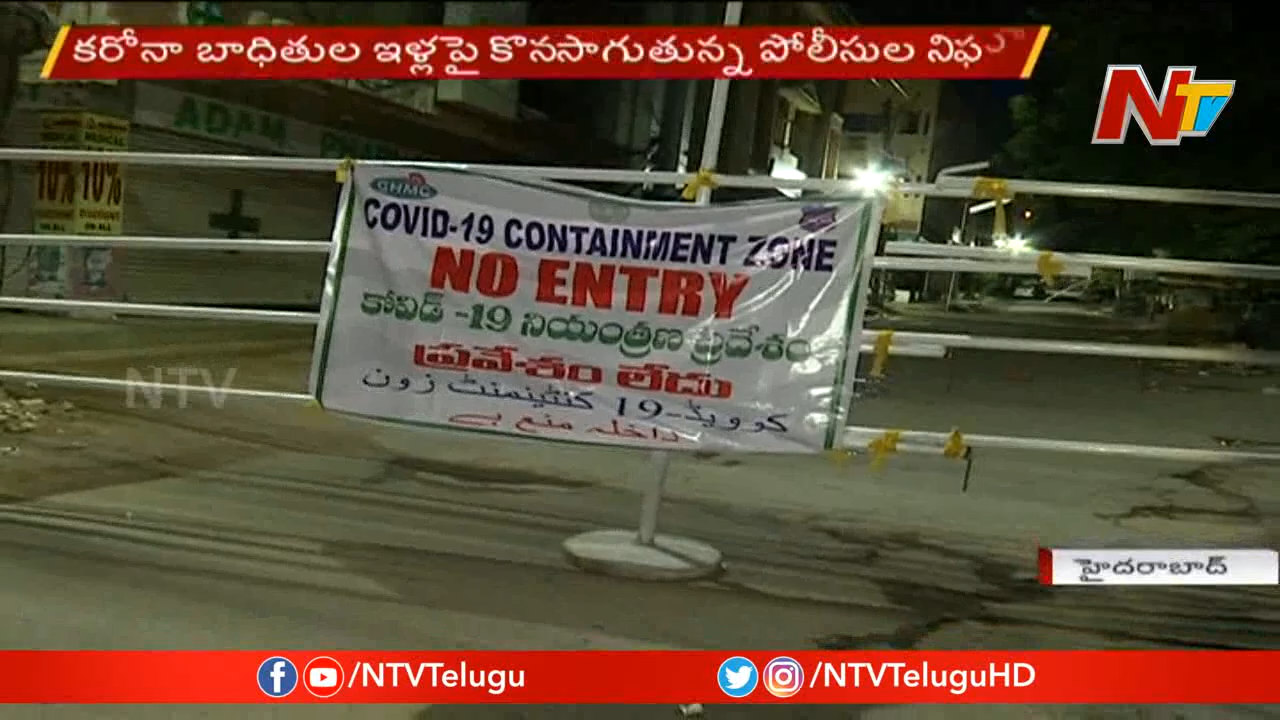 కరోనా బాధితుల ఇళ్లపై కొనసాగుతున్న పోలీసుల నిఘా
NTV
ADAM
10% 10%
GHMC
COVID-19 CONTAINMENT ZONE
NO ENTRY
కోవిడ్ -19 నియంత్రణ ప్రదేశం
ప్రవేశం లేదు
کوویڈ-19 کنٹینمنٹ زون
داخلہ منع ہے
NTV
హైదరాబాద్
/NTVTelugu
/NTVTeluguHD